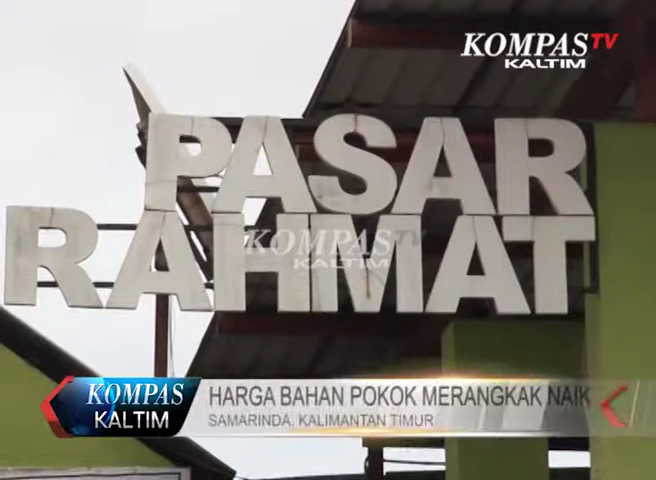 KOMPAS TV
KALTIM
PASAR
RAHMAT
KOMPAS TV
KALTIM
KOMPAS
KALTIM
HARGA BAHAN POKOK MERANGKAK NAIK
SAMARINDA, KALIMANTAN TIMUR